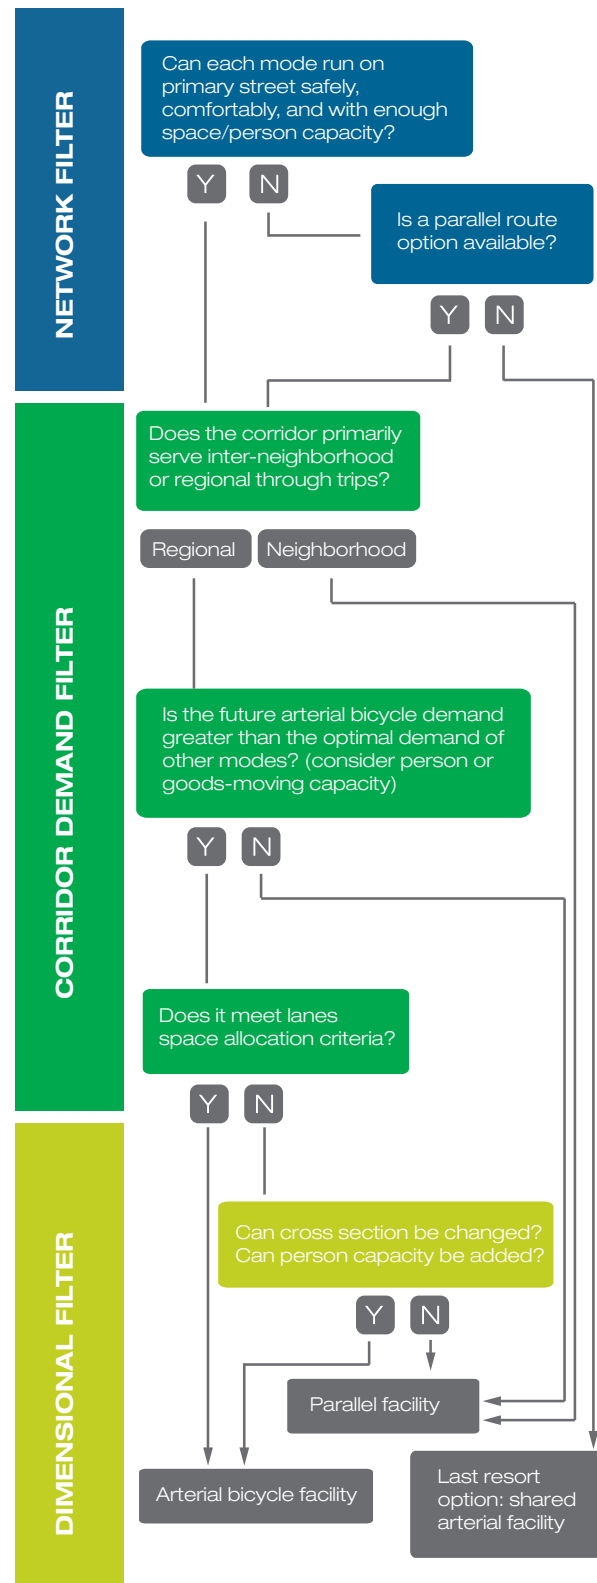 NETWORK FILTER
Can each mode run on
primary street safely,
comfortably, and with enough
space/person capacity?
Y
N
Is a parallel route
option available?
Y
N
CORRIDOR DEMAND FILTER
Does the corridor primarily
serve inter-neighborhood
or regional through trips?
Regional
Neighborhood
Is the future arterial bicycle demand
greater than the optimal demand of
other modes? (consider person or
goods-moving capacity)
Y
N
Does it meet lanes
space allocation criteria?
Y
N
DIMENSIONAL FILTER
Can cross section be changed?
Can person capacity be added?
Y
N
Parallel facility
Arterial bicycle facility
Last resort
option: shared
arterial facility